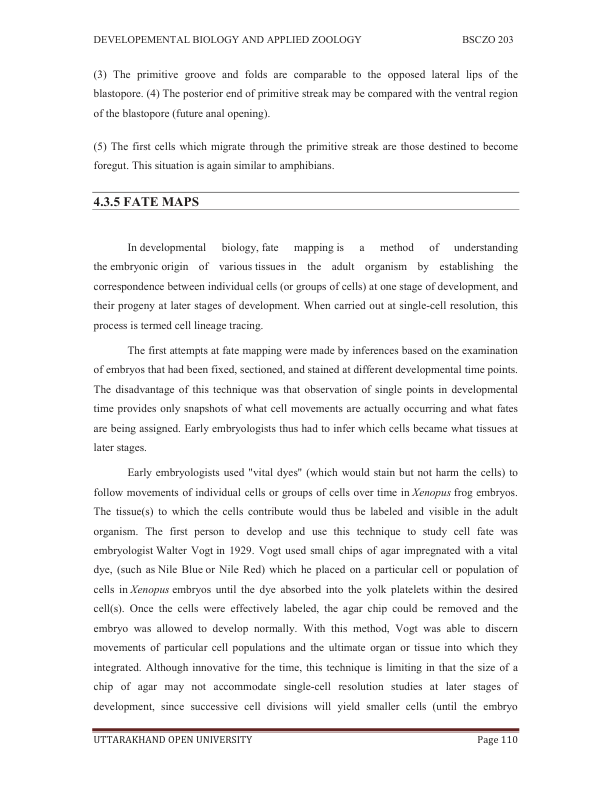 DEVELOPEMENTAL BIOLOGY AND APPLIED ZOOLOGY BSCZO 203
(3) The primitive groove and folds are comparable to the opposed lateral lips of the
blastopore. (4) The posterior end of primitive streak may be compared with the ventral region
of the blastopore (future anal opening).
(5) The first cells which migrate through the primitive streak are those destined to become
foregut. This situation is again similar to amphibians.
4.3.5 FATE MAPS
In developmental biology, fate mapping is a method of understanding
the embryonic origin of various tissues in the adult organism by establishing the
correspondence between individual cells (or groups of cells) at one stage of development, and
their progeny at later stages of development. When carried out at single-cell resolution, this
process is termed cell lineage tracing.
The first attempts at fate mapping were made by inferences based on the examination
of embryos that had been fixed, sectioned, and stained at different developmental time points.
The disadvantage of this technique was that observation of single points in developmental
time provides only snapshots of what cell movements are actually occurring and what fates
are being assigned. Early embryologists thus had to infer which cells became what tissues at
later stages.
Early embryologists used "vital dyes" (which would stain but not harm the cells) to
follow movements of individual cells or groups of cells over time in Xenopus frog embryos.
The tissue(s) to which the cells contribute would thus be labeled and visible in the adult
organism. The first person to develop and use this technique to study cell fate was
embryologist Walter Vogt in 1929. Vogt used small chips of agar impregnated with a vital
dye, (such as Nile Blue or Nile Red) which he placed on a particular cell or population of
cells in Xenopus embryos until the dye absorbed into the yolk platelets within the desired
cell(s). Once the cells were effectively labeled, the agar chip could be removed and the
embryo was allowed to develop normally. With this method, Vogt was able to discern
movements of particular cell populations and the ultimate organ or tissue into which they
integrated. Although innovative for the time, this technique is limiting in that the size of a
chip of agar may not accommodate single-cell resolution studies at later stages of
development, since successive cell divisions will yield smaller cells (until the embryo
UTTARAKHAND OPEN UNIVERSITY Page 110